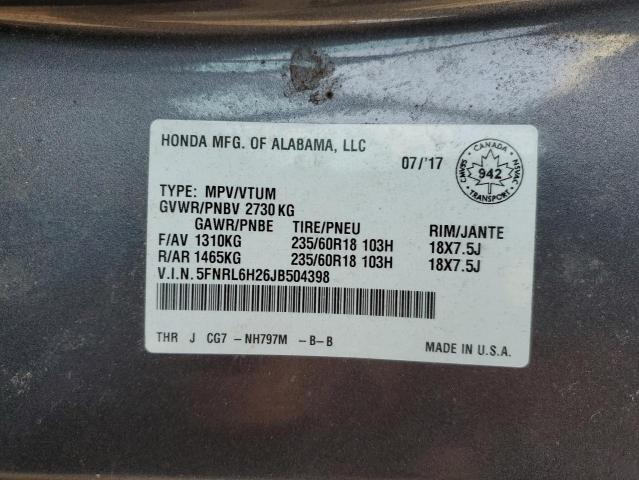 HONDA MFG. OF ALABAMA, LLC
07/'17
CANADA
942
CMVSS
NSVAC
TYPE: MPV/VTUM
GVWR/PNBV 2730 KG
GAWR/PNBE TIRE/PNEU RIM/JANTE
F/AV 1310KG 235/60R18 103H 18X7.5J
R/AR 1465KG 235/60R18 103H 18X7.5J
V.I.N. 5FNRL6H26JB504398
THR J CG7 -NH797M -B-B MADE IN U.S.A.